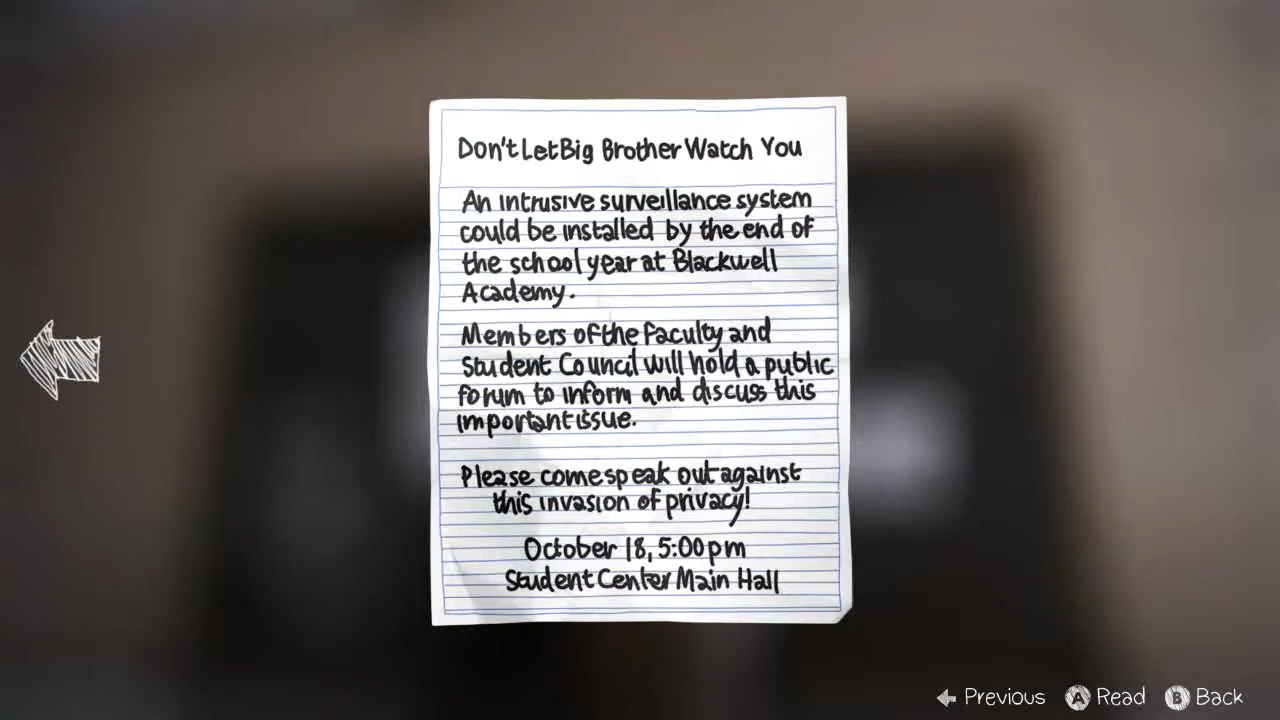 Don't Let Big Brother Watch You
An intrusive surveillance system
could be installed by the end of
the school year at Blackwell
Academy.
Members of the faculty and
Student Council will hold a public
forum to inform and discuss this
important issue.
Please come speak out against
this invasion of privacy!
October 18, 5:00pm
Student Center Main Hall
Previous A Read B Back